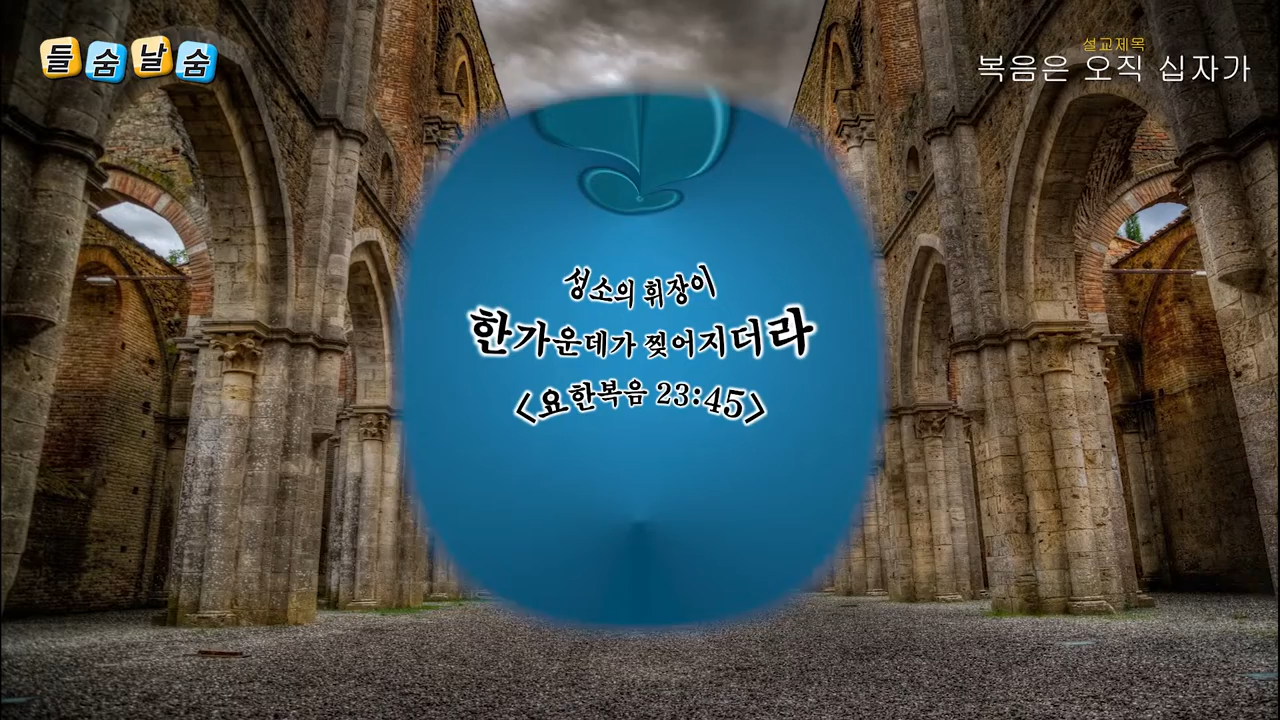 들숨날숨
설교제목
복음은 오직 십자가
성소의 휘장이
한가운데가 찢어지더라
<요한복음 23:45>